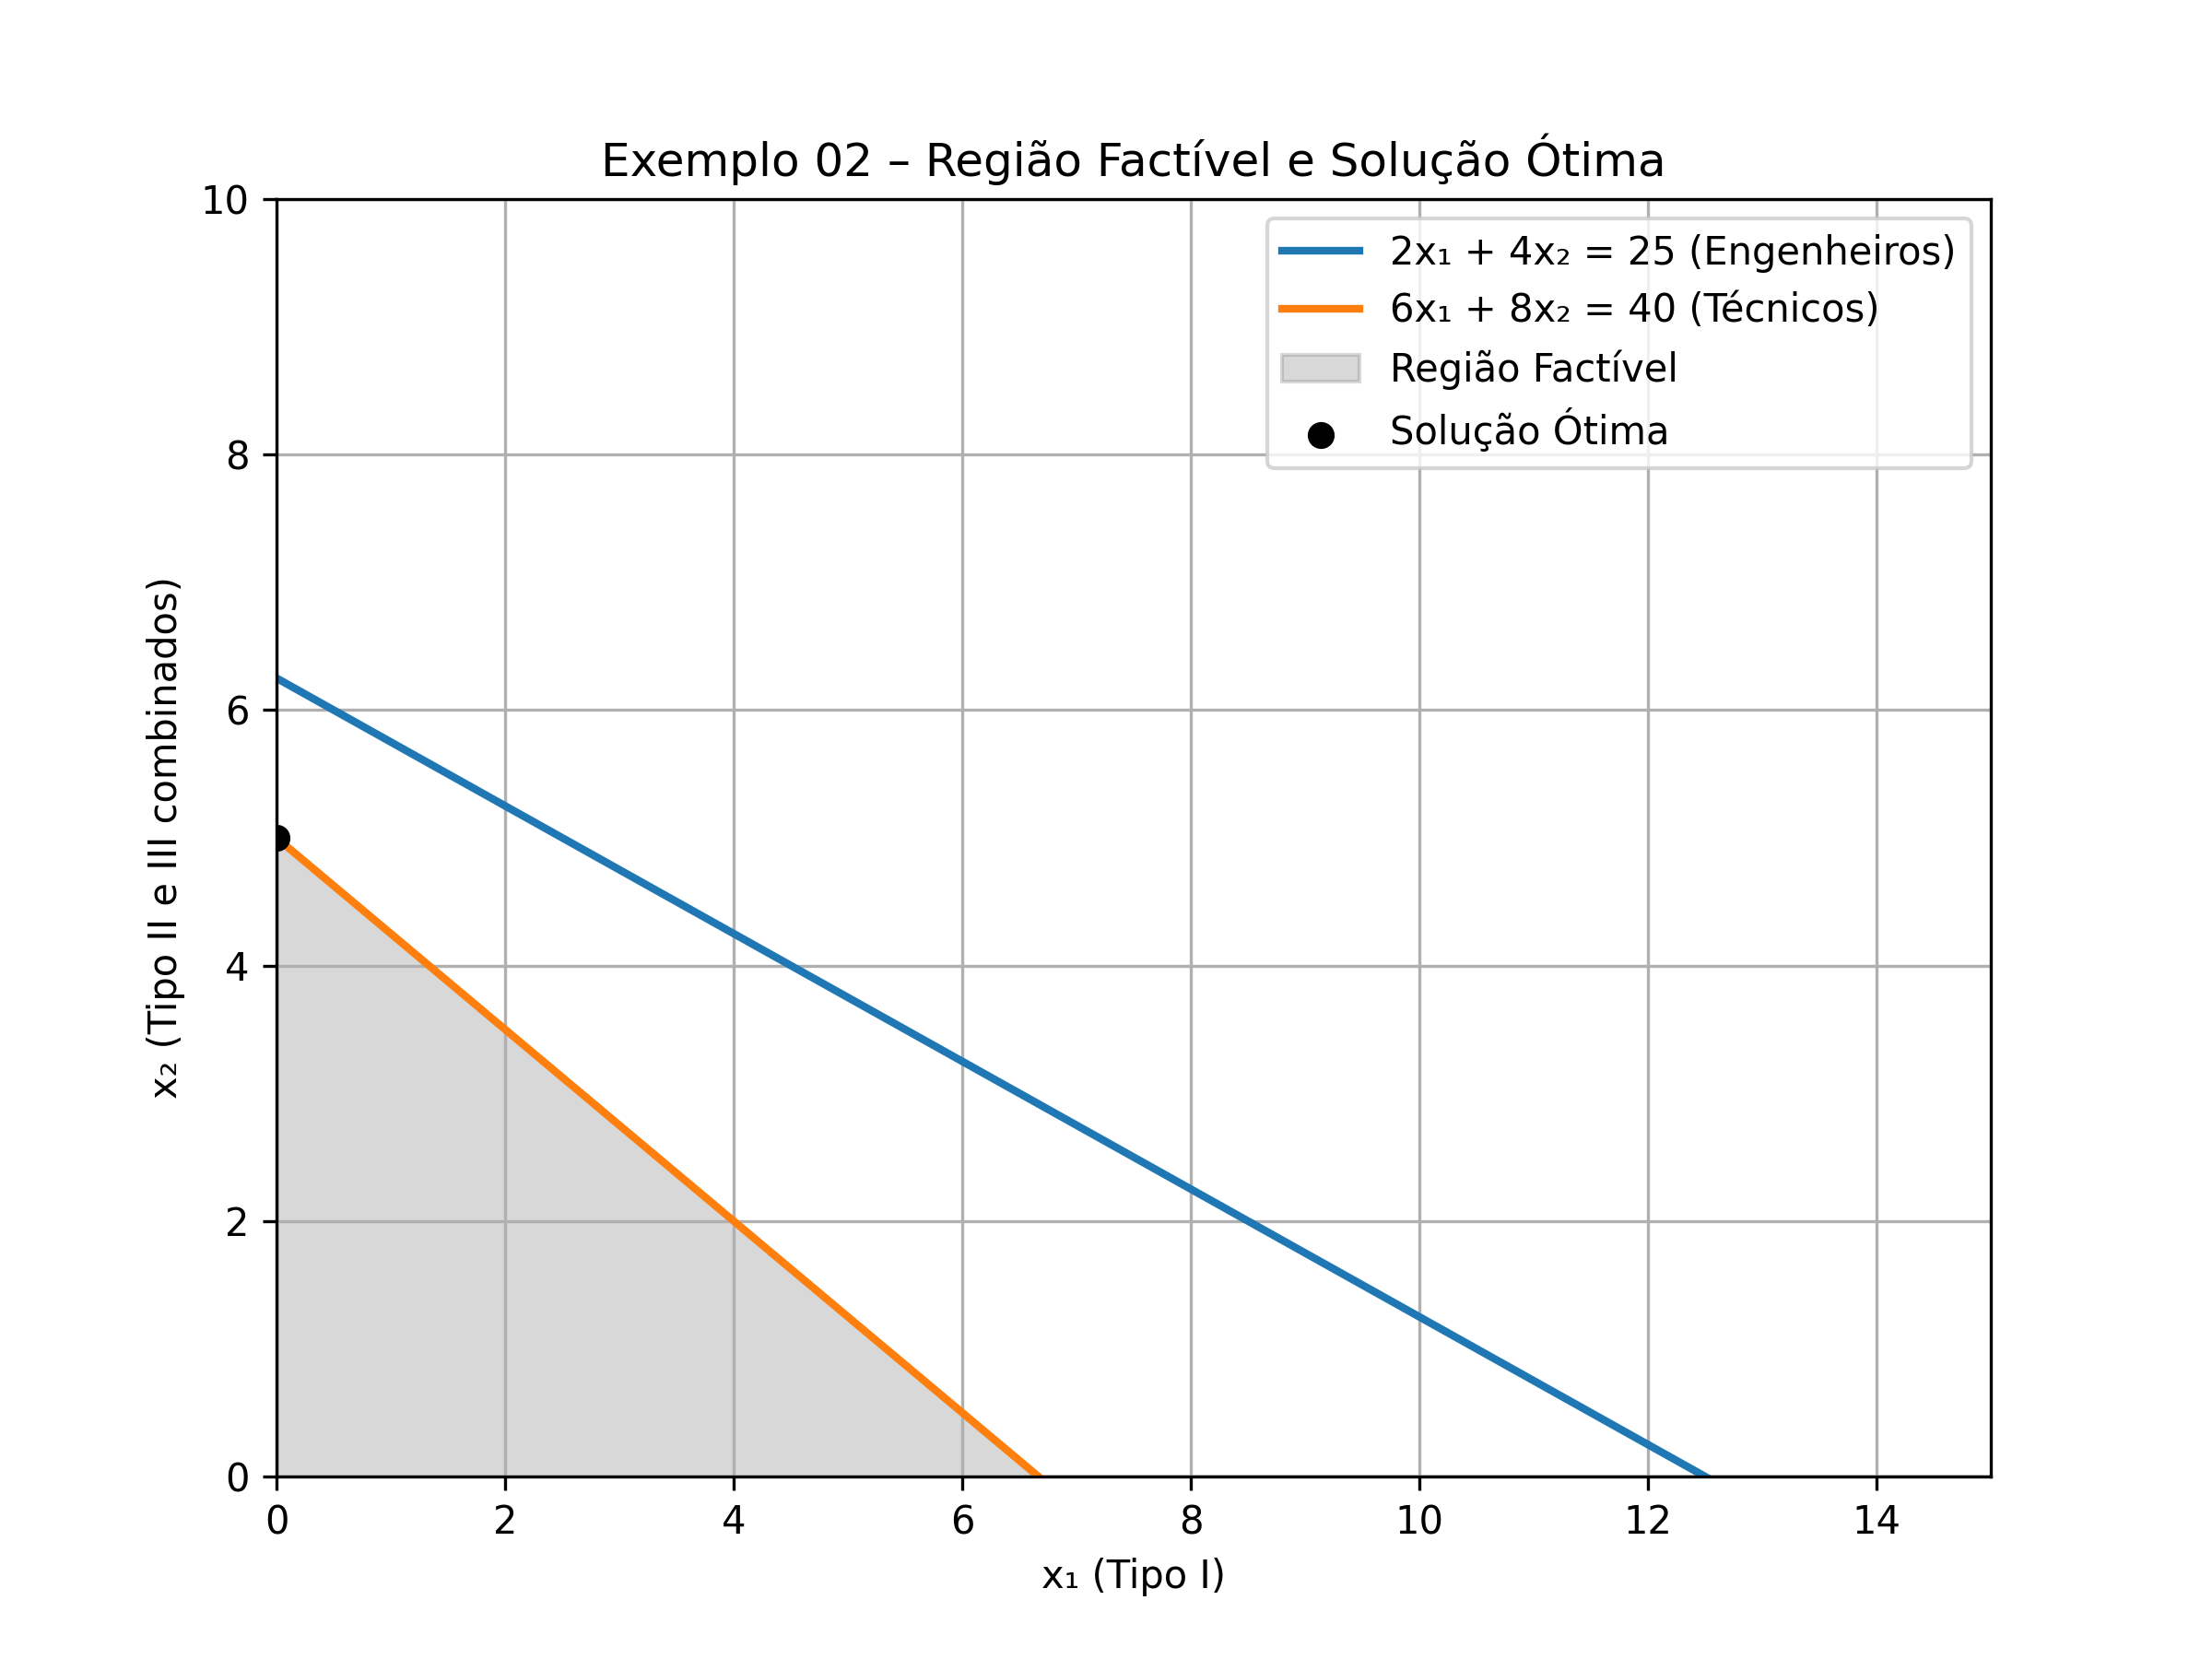 Exemplo 02 – Região Factível e Solução Ótima
2x₁ + 4x₂ = 25 (Engenheiros)
6x₁ + 8x₂ = 40 (Técnicos)
Região Factível
Solução Ótima
x₂ (Tipo II e III combinados)
10
8
6
4
2
0
0 2 4 6 8 10 12 14
x₁ (Tipo I)